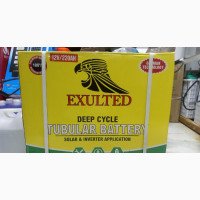 12V/220AH
EXULTED
DEEP CYCLE
TUBULAR BATTERY
SOLAR & INVERTER APPLICATION